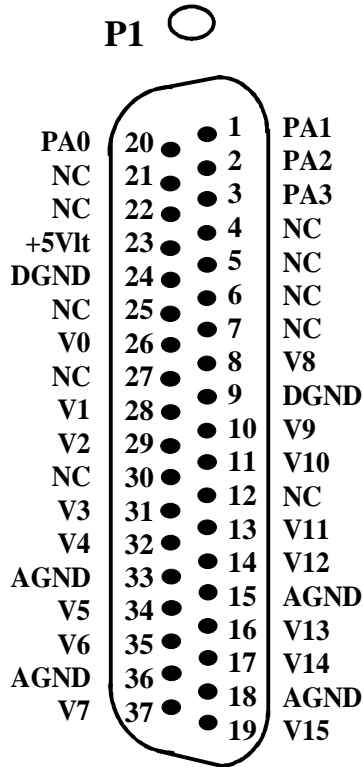 P1
1 PA1
PA0 20
2 PA2
NC 21
3 PA3
NC 22
4 NC
+5Vlt 23
5 NC
DGND 24
6 NC
NC 25
7 NC
V0 26
8 V8
NC 27
9 DGND
V1 28
10 V9
V2 29
11 V10
NC 30
12 NC
V3 31
13 V11
V4 32
14 V12
AGND 33
15 AGND
V5 34
16 V13
V6 35
17 V14
AGND 36
18 AGND
V7 37
19 V15